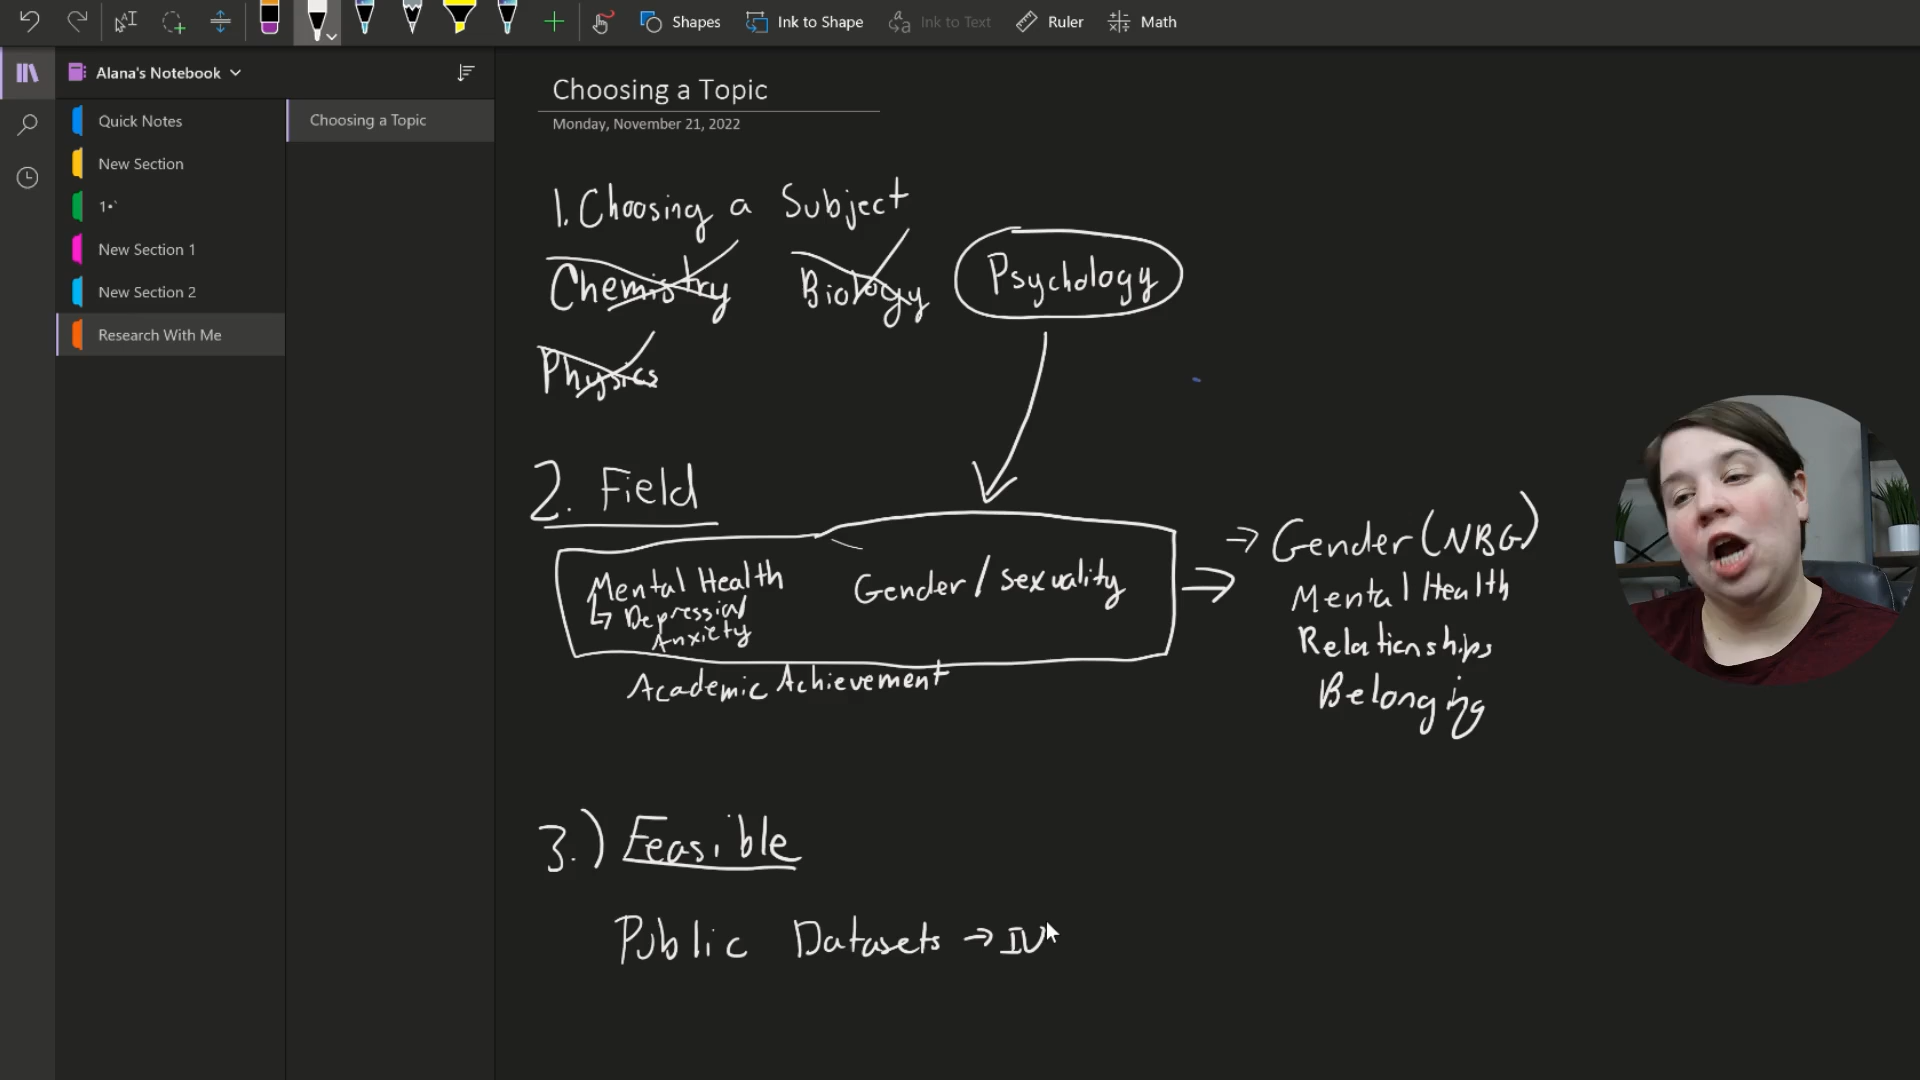 Shapes
Ink to Shape
Ink to Text
Ruler
Math
Alana's Notebook
Quick Notes
New Section
1•`
New Section 1
New Section 2
Research With Me
Choosing a Topic
Choosing a Topic
Monday, November 21, 2022
1. Choosing a Subject
Chemistry Biology Psychology
Physics
2. Field
Mental Health Gender/Sexuality
↳ Depression/
Anxiety
Academic Achievement
→ Gender (NBG)
Mental Health
Relationships
Belonging
3.) Feasible
Public Datasets → IV